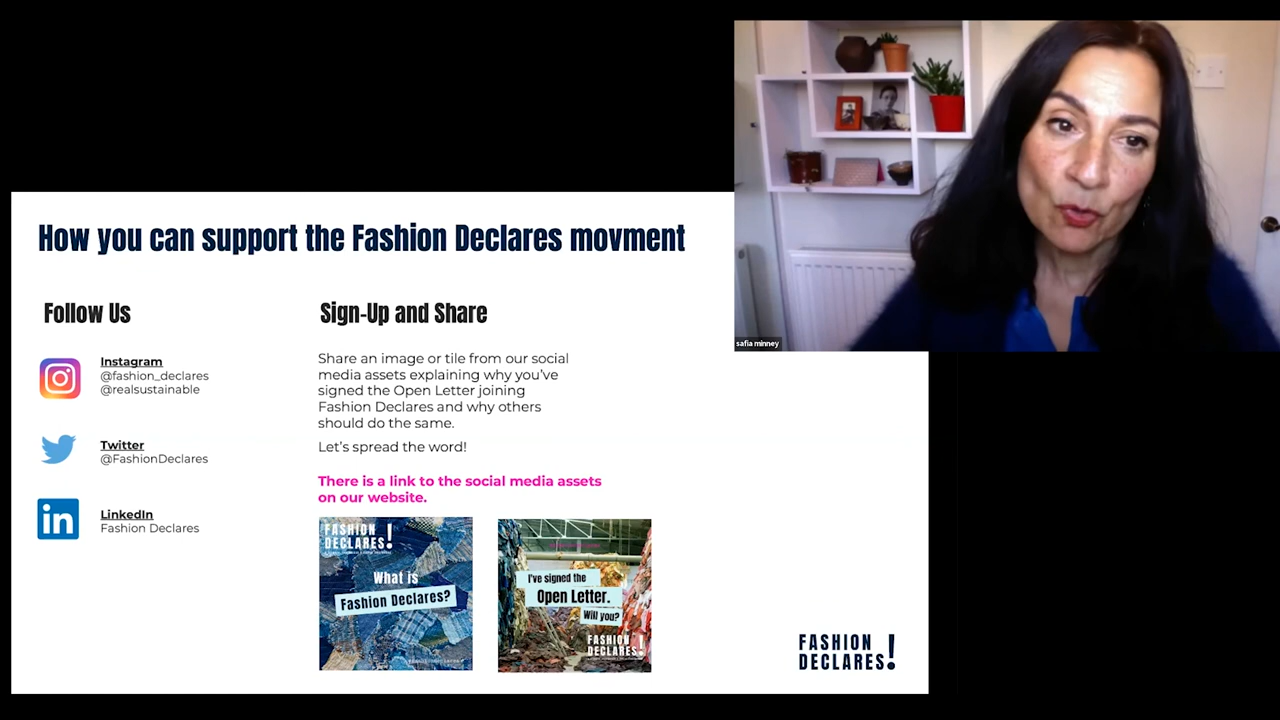 How you can support the Fashion Declares movment
Follow Us
Instagram
@fashion_declares
@realsustainable
Twitter
@FashionDeclares
LinkedIn
Fashion Declares
Sign-Up and Share
Share an image or tile from our social
media assets explaining why you've
signed the Open Letter joining
Fashion Declares and why others
should do the same.
Let's spread the word!
There is a link to the social media assets
on our website.
FASHION
DECLARES!
What is
Fashion Declares?
I've signed the
Open Letter.
Will you?
FASHION
DECLARES!
FASHION
DECLARES!
safia minney